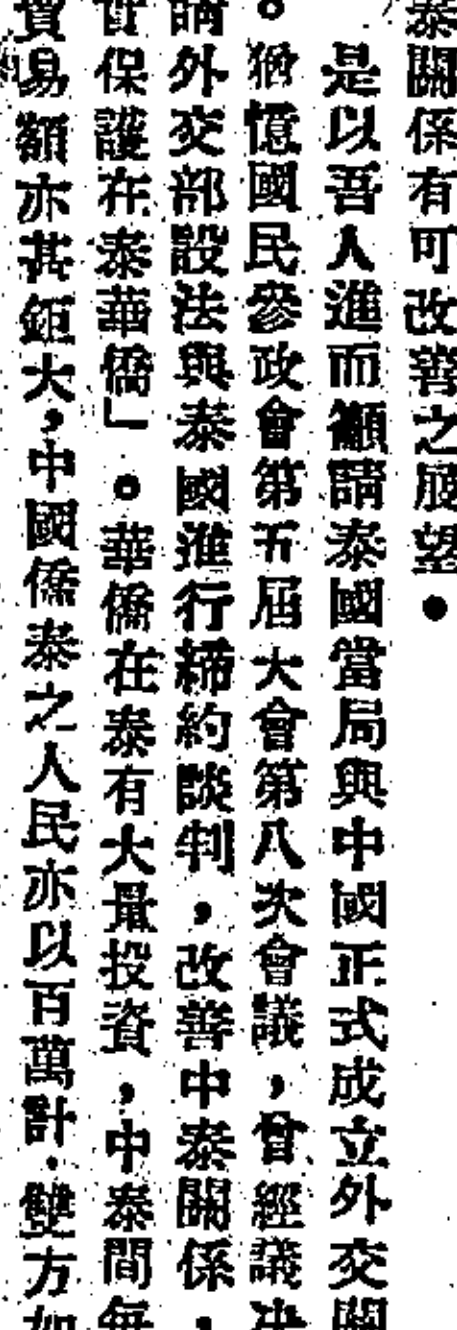 泰關係有可改善之展望。
是以吾人進而籲請泰國當局與中國正式成立外交關
。猶憶國民參政會第五屆大會第八次會議，曾經議决
請外交部設法與泰國進行締約談判，改善中泰關係，
實保護在泰華僑」。華僑在泰有大量投資，中泰間每
貿易額亦甚鉅大，中國僑泰之人民亦以百萬計。雙方如